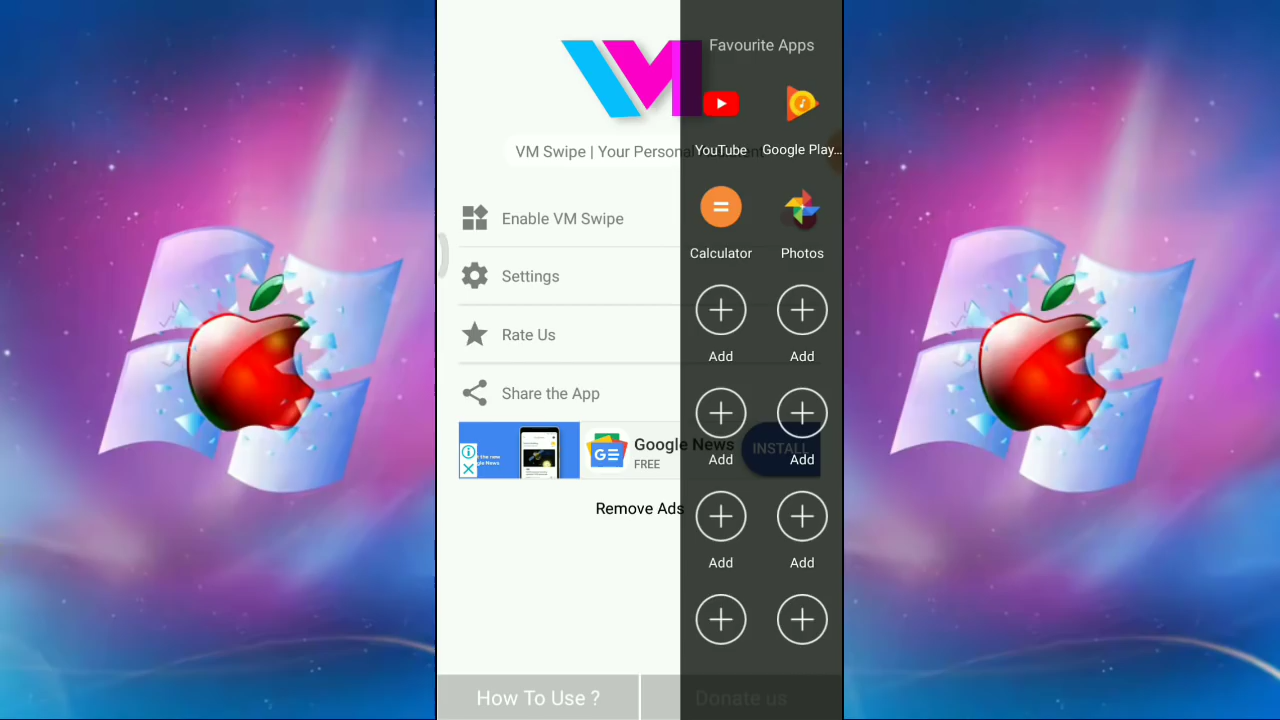 Favourite Apps
YouTube
Google Play...
VM Swipe | Your Personal
Calculator
Photos
Enable VM Swipe
Settings
Add
Add
Rate Us
Share the App
Add
Add
Google News
FREE
INSTALL
Remove Ads
Add
Add
How To Use ?
Donate us